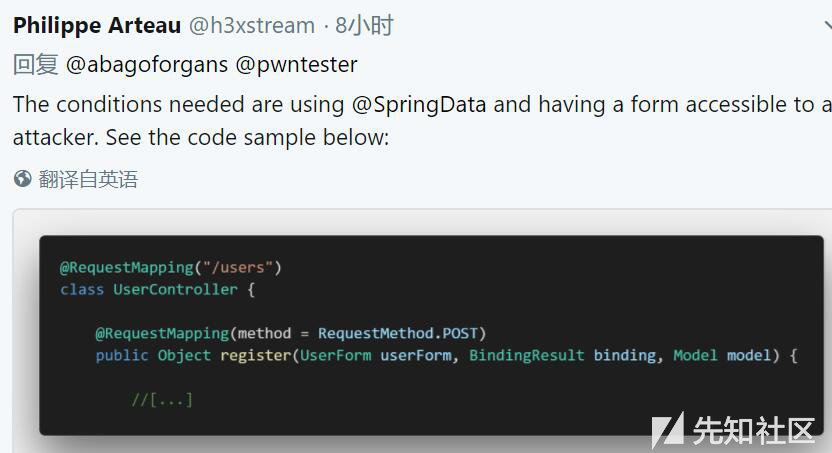 Philippe Arteau @h3xstream · 8小时
回复 @abagoforgans @pwntester
The conditions needed are using @SpringData and having a form accessible to a
attacker. See the code sample below:
翻译自英语
@RequestMapping("/users")
class UserController {
@RequestMapping(method = RequestMethod.POST)
public Object register(UserForm userForm, BindingResult binding, Model model) {
//[...]
先知社区